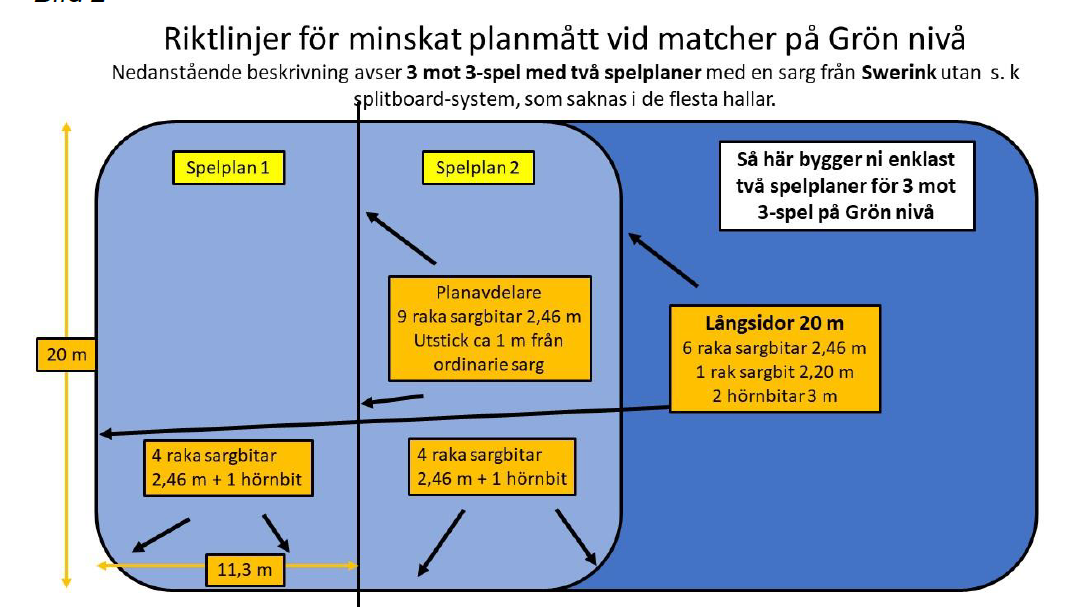 Riktlinjer för minskat planmått vid matcher på Grön nivå
Nedanstående beskrivning avser 3 mot 3-spel med två spelplaner med en sarg från Swerink utan s. k
splitboard-system, som saknas i de flesta hallar.
Spelplan 1
Spelplan 2
Så här bygger ni enklast
två spelplaner för 3 mot
3-spel på Grön nivå
Planavdelare
9 raka sargbitar 2,46 m
Utstick ca 1 m från
ordinarie sarg
Långsidor 20 m
6 raka sargbitar 2,46 m
1 rak sargbit 2,20 m
2 hörnbitar 3 m
20 m
4 raka sargbitar
2,46 m + 1 hörnbit
4 raka sargbitar
2,46 m + 1 hörnbit
11,3 m